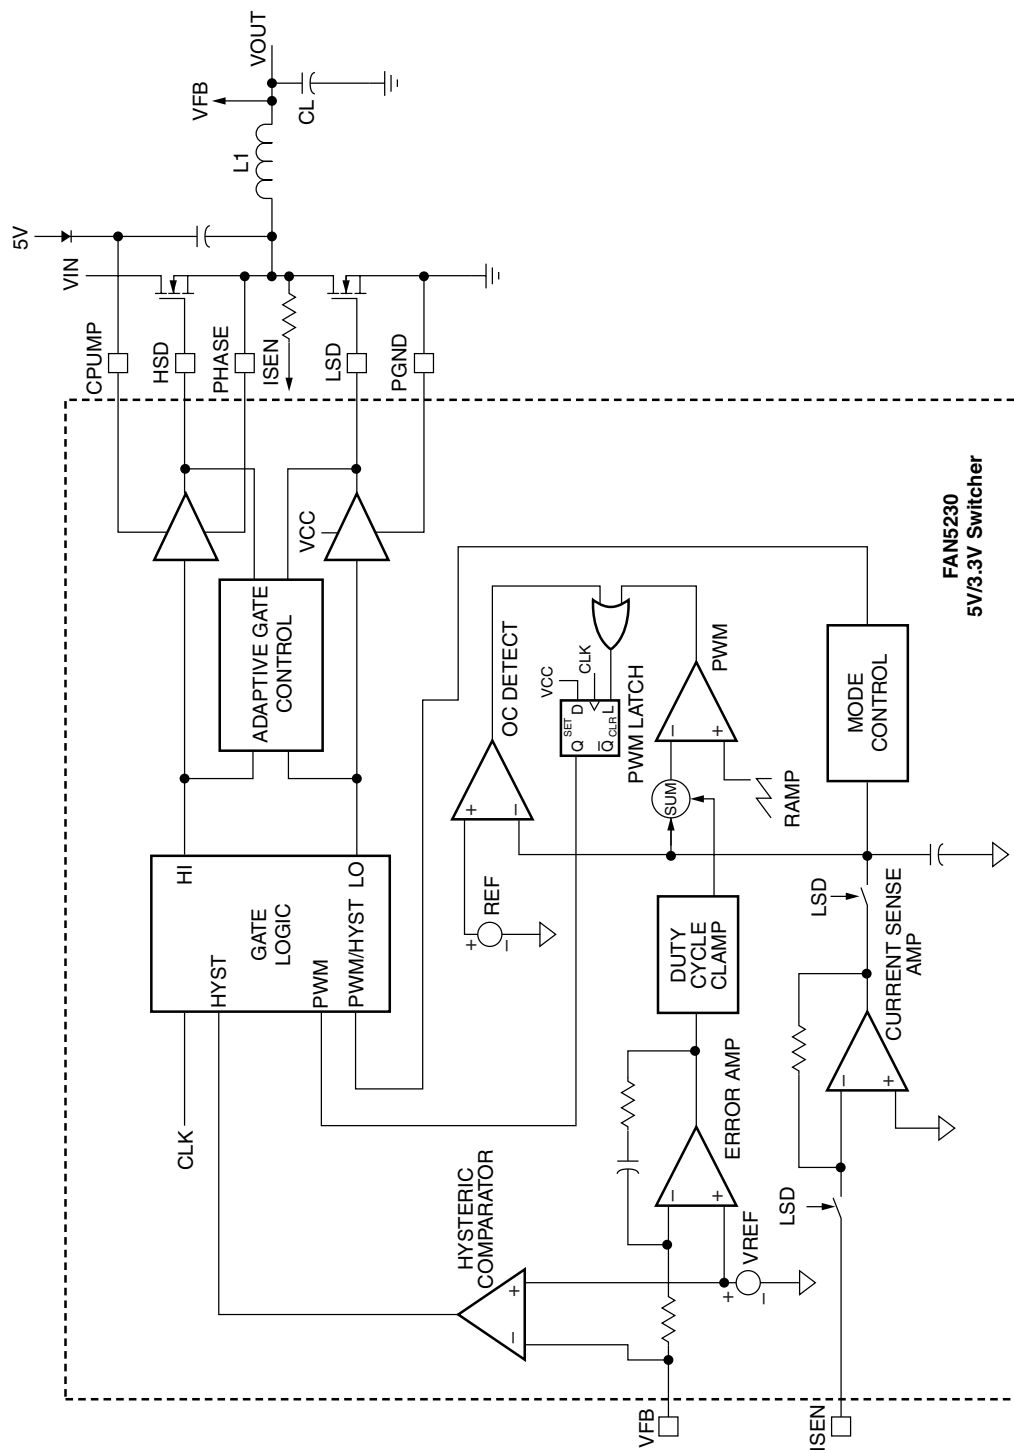 5V
VIN
VOUT
VFB
L1
CL
CPUMP
HSD
PHASE
ISEN
LSD
PGND
VCC
ADAPTIVE GATE
CONTROL
HI
GATE
LOGIC
HYST
PWM
PWM/HYST LO
CLK
OC DETECT
+
–
REF
+
–
VCC
CLK
SET
Q D
Q CLR L
PWM LATCH
PWM
–
+
SUM
RAMP
DUTY
CYCLE
CLAMP
MODE
CONTROL
FAN5230
5V/3.3V Switcher
HYSTERIC
COMPARATOR
–
+
ERROR AMP
–
+
VREF
+
–
LSD
CURRENT SENSE
AMP
–
+
LSD
VFB
ISEN